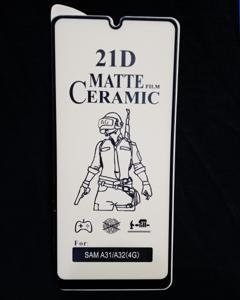 21D
MATTE FILM
CERAMIC
For:
SAM A31/A32(4G)